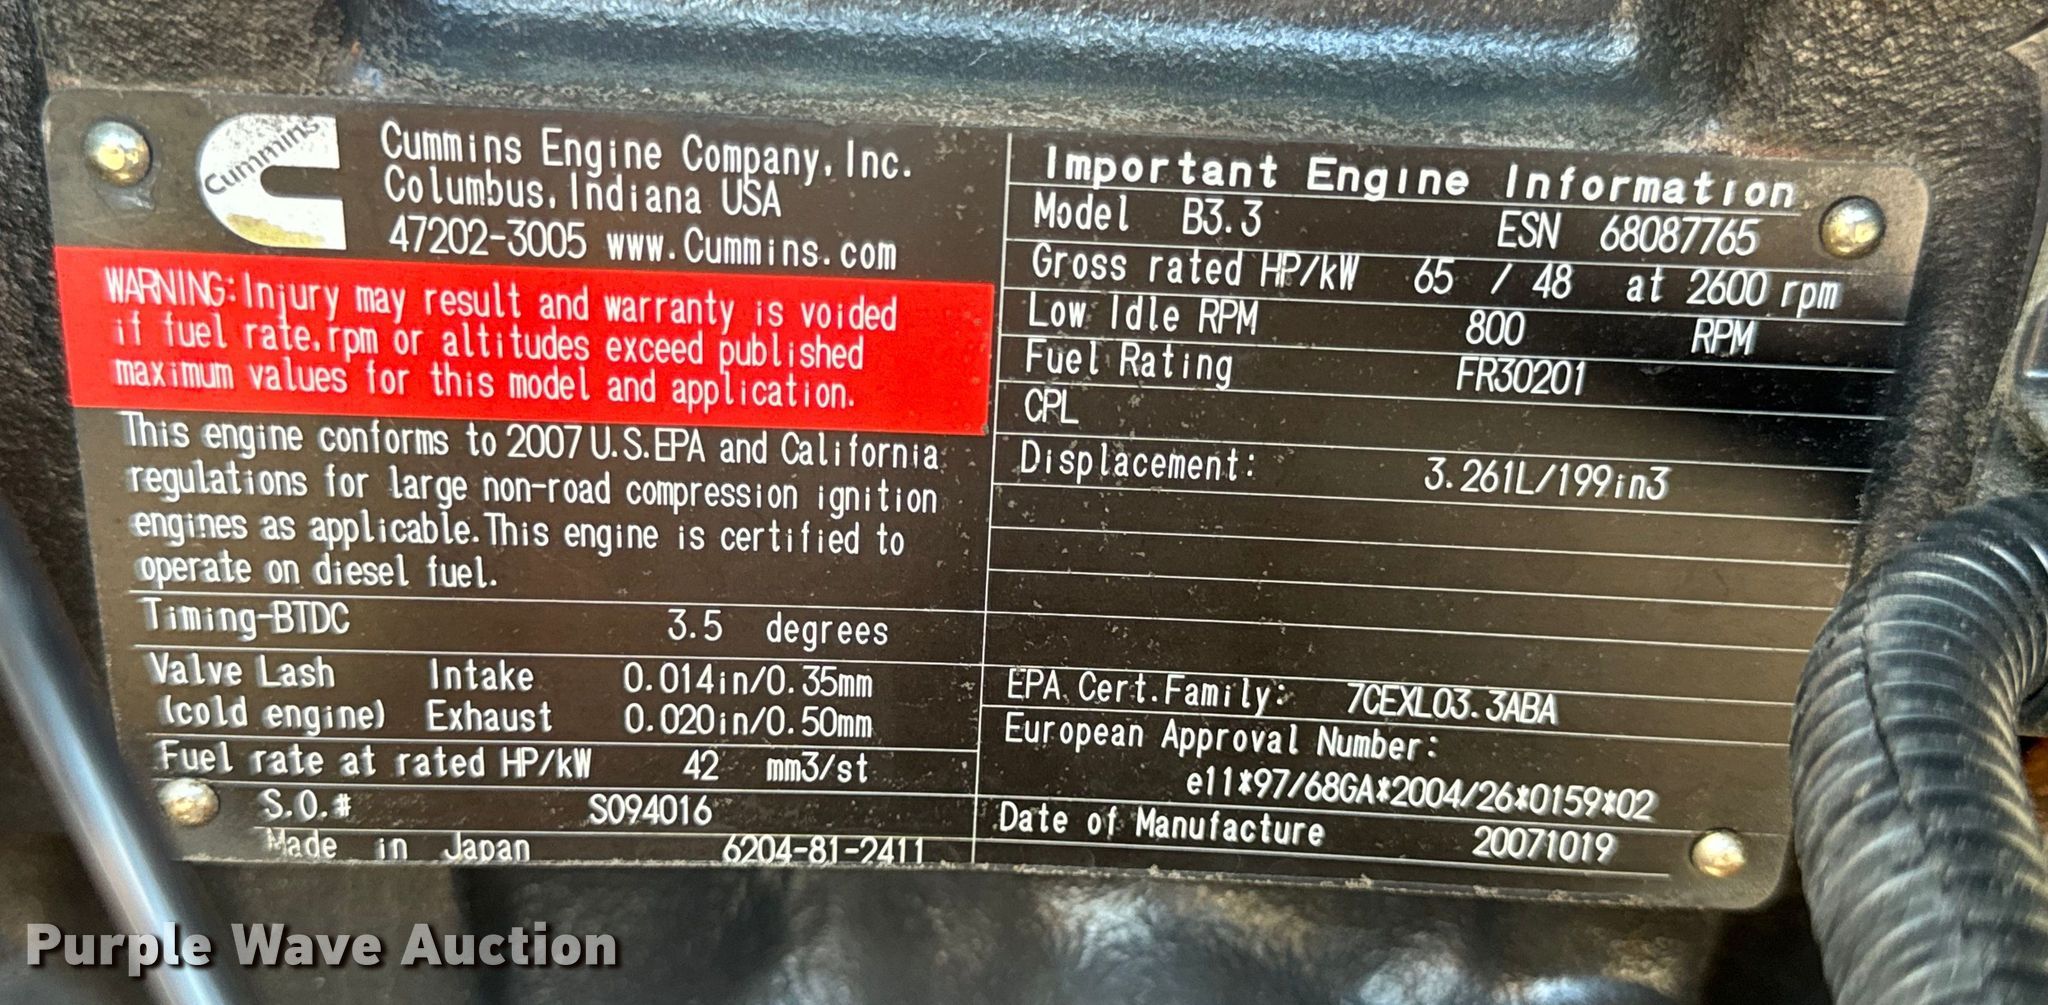 Cummins
Cummins Engine Company, Inc.
Columbus, Indiana USA
47202-3005 www.Cummins.com
WARNING: Injury may result and warranty is voided
if fuel rate, rpm or altitudes exceed published
maximum values for this model and application.
This engine conforms to 2007 U.S.EPA and California
regulations for large non-road compression ignition
engines as applicable. This engine is certified to
operate on diesel fuel.
Timing-BTDC 3.5 degrees
Valve Lash Intake 0.014in/0.35mm
(cold engine) Exhaust 0.020in/0.50mm
Fuel rate at rated HP/kW 42 mm3/st
S.O.# S094016
Made in Japan 6204-81-2411
Important Engine Information
Model B3.3 ESN 68087765
Gross rated HP/kW 65 / 48 at 2600 rpm
Low Idle RPM 800 RPM
Fuel Rating FR30201
CPL
Displacement: 3.261L/199in3
EPA Cert.Family: 7CEXL03.3ABA
European Approval Number:
e11*97/68GA*2004/26*0159*02
Date of Manufacture 20071019
Purple Wave Auction